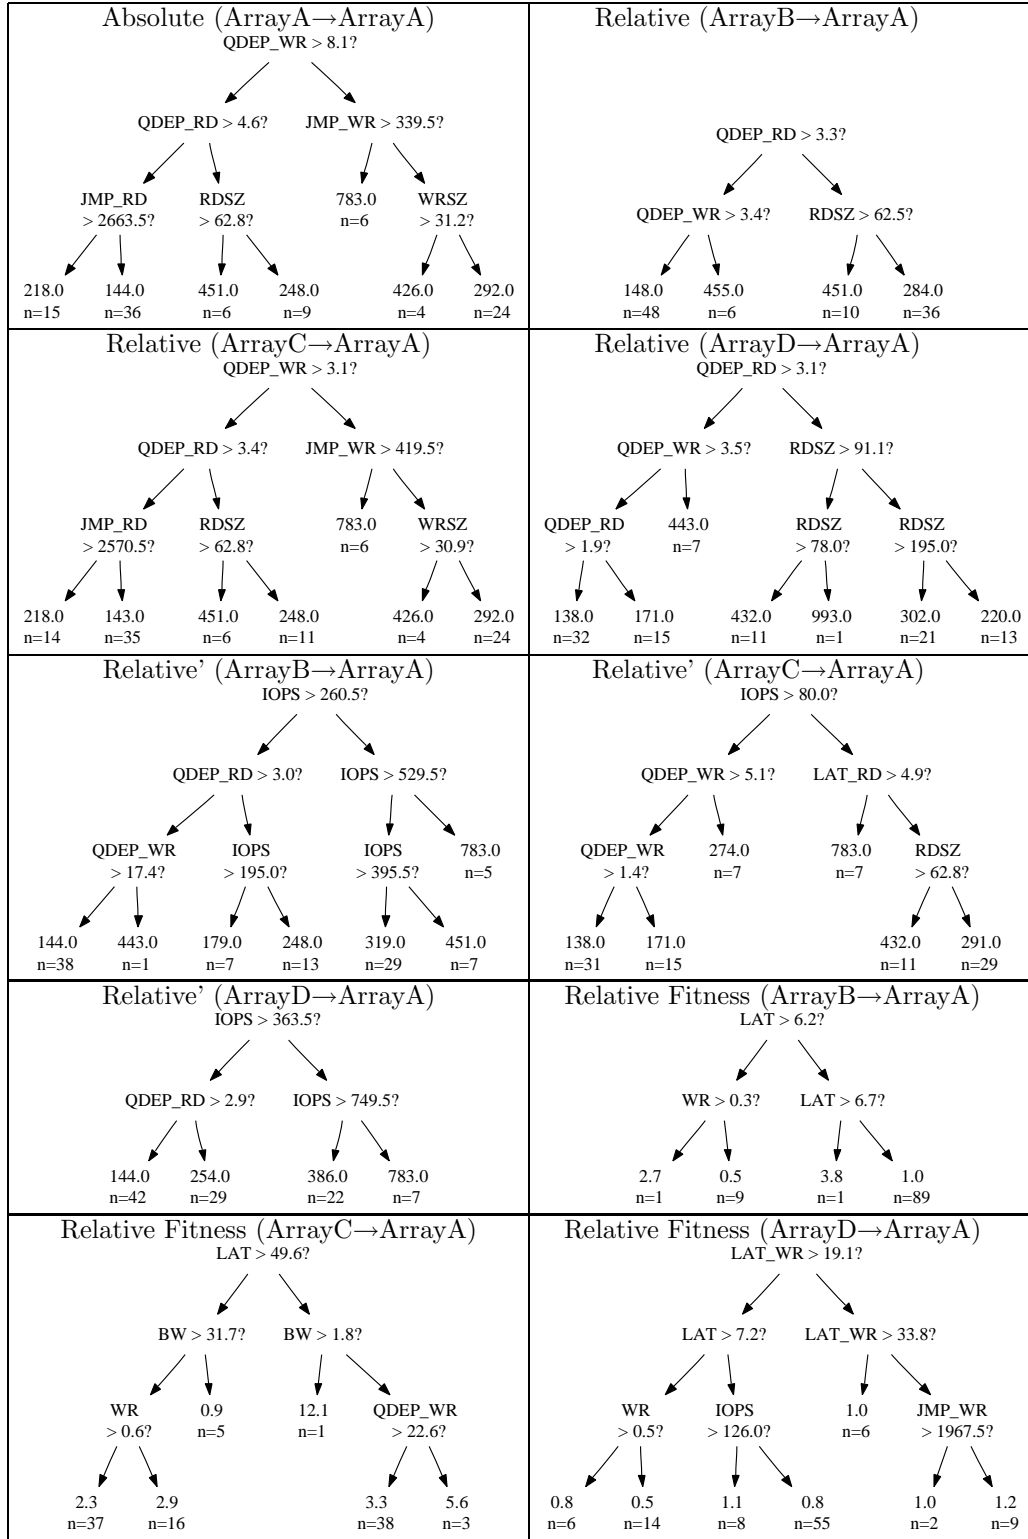 Absolute (ArrayA→ArrayA)
QDEP_WR > 8.1?
QDEP_RD > 4.6? JMP_WR > 339.5?
JMP_RD RDSZ 783.0 WRSZ
> 2663.5? > 62.8? n=6 > 31.2?
218.0 144.0 451.0 248.0 426.0 292.0
n=15 n=36 n=6 n=9 n=4 n=24
Relative (ArrayB→ArrayA)
QDEP_RD > 3.3?
QDEP_WR > 3.4? RDSZ > 62.5?
148.0 455.0 451.0 284.0
n=48 n=6 n=10 n=36
Relative (ArrayC→ArrayA)
QDEP_WR > 3.1?
QDEP_RD > 3.4? JMP_WR > 419.5?
JMP_RD RDSZ 783.0 WRSZ
> 2570.5? > 62.8? n=6 > 30.9?
218.0 143.0 451.0 248.0 426.0 292.0
n=14 n=35 n=6 n=11 n=4 n=24
Relative (ArrayD→ArrayA)
QDEP_RD > 3.1?
QDEP_WR > 3.5? RDSZ > 91.1?
QDEP_RD 443.0 RDSZ RDSZ
> 1.9? n=7 > 78.0? > 195.0?
138.0 171.0 432.0 993.0 302.0 220.0
n=32 n=15 n=11 n=1 n=21 n=13
Relative' (ArrayB→ArrayA)
IOPS > 260.5?
QDEP_RD > 3.0? IOPS > 529.5?
QDEP_WR IOPS IOPS 783.0
> 17.4? > 195.0? > 395.5? n=5
144.0 443.0 179.0 248.0 319.0 451.0
n=38 n=1 n=7 n=13 n=29 n=7
Relative' (ArrayC→ArrayA)
IOPS > 80.0?
QDEP_WR > 5.1? LAT_RD > 4.9?
QDEP_WR 274.0 783.0 RDSZ
> 1.4? n=7 n=7 > 62.8?
138.0 171.0 432.0 291.0
n=31 n=15 n=11 n=29
Relative' (ArrayD→ArrayA)
IOPS > 363.5?
QDEP_RD > 2.9? IOPS > 749.5?
144.0 254.0 386.0 783.0
n=42 n=29 n=22 n=7
Relative Fitness (ArrayB→ArrayA)
LAT > 6.2?
WR > 0.3? LAT > 6.7?
2.7 0.5 3.8 1.0
n=1 n=9 n=1 n=89
Relative Fitness (ArrayC→ArrayA)
LAT > 49.6?
BW > 31.7? BW > 1.8?
WR 0.9 12.1 QDEP_WR
> 0.6? n=5 n=1 > 22.6?
2.3 2.9 3.3 5.6
n=37 n=16 n=38 n=3
Relative Fitness (ArrayD→ArrayA)
LAT_WR > 19.1?
LAT > 7.2? LAT_WR > 33.8?
WR IOPS 1.0 JMP_WR
> 0.5? > 126.0? n=6 > 1967.5?
0.8 0.5 1.1 0.8 1.0 1.2
n=6 n=14 n=8 n=55 n=2 n=9